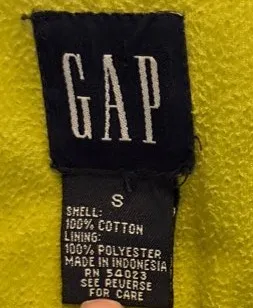 GAP
S
SHELL:
100% COTTON
LINING:
100% POLYESTER
MADE IN INDONESIA
RN 54023
SEE REVERSE
FOR CARE